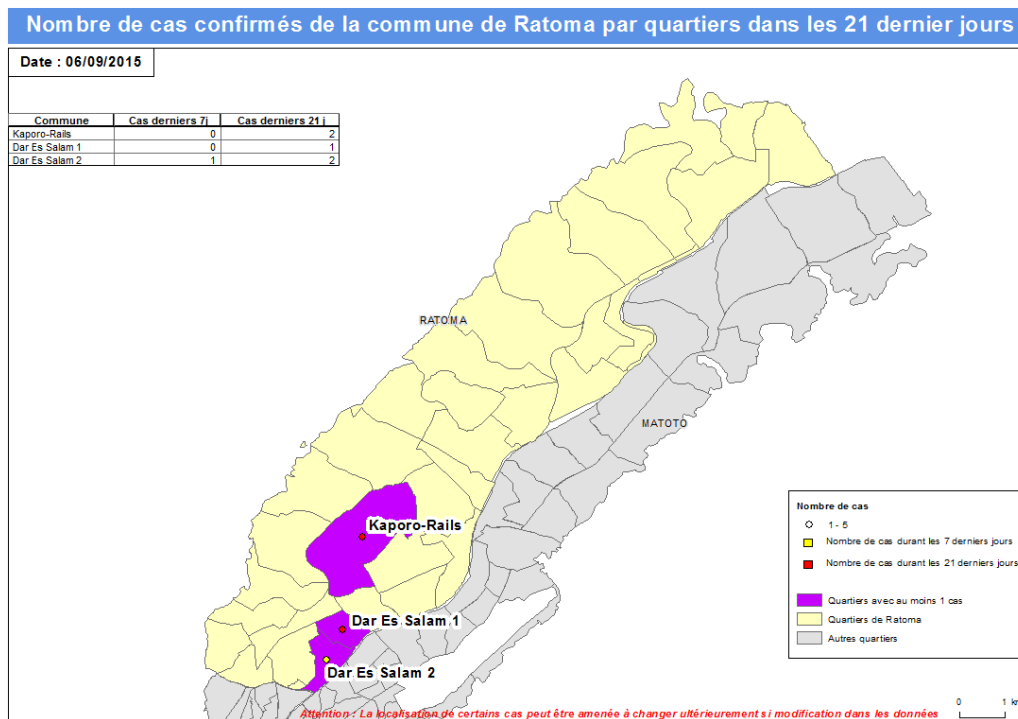 Nombre de cas confirmés de la commune de Ratoma par quartiers dans les 21 dernier jours
Date : 06/09/2015
Commune Cas derniers 7j Cas derniers 21 j
Kaporo-Rails 0 2
Dar Es Salam 1 0 1
Dar Es Salam 2 1 2
RATOMA
MATOTO
Kaporo-Rails
Dar Es Salam 1
Dar Es Salam 2
Nombre de cas
1 - 5
Nombre de cas durant les 7 derniers jours
Nombre de cas durant les 21 derniers jours
Quartiers avec au moins 1 cas
Quartiers de Ratoma
Autres quartiers
0 1 k
Attention : La localisation de certains cas peut être amenée à changer ultérieurement si modification dans les données